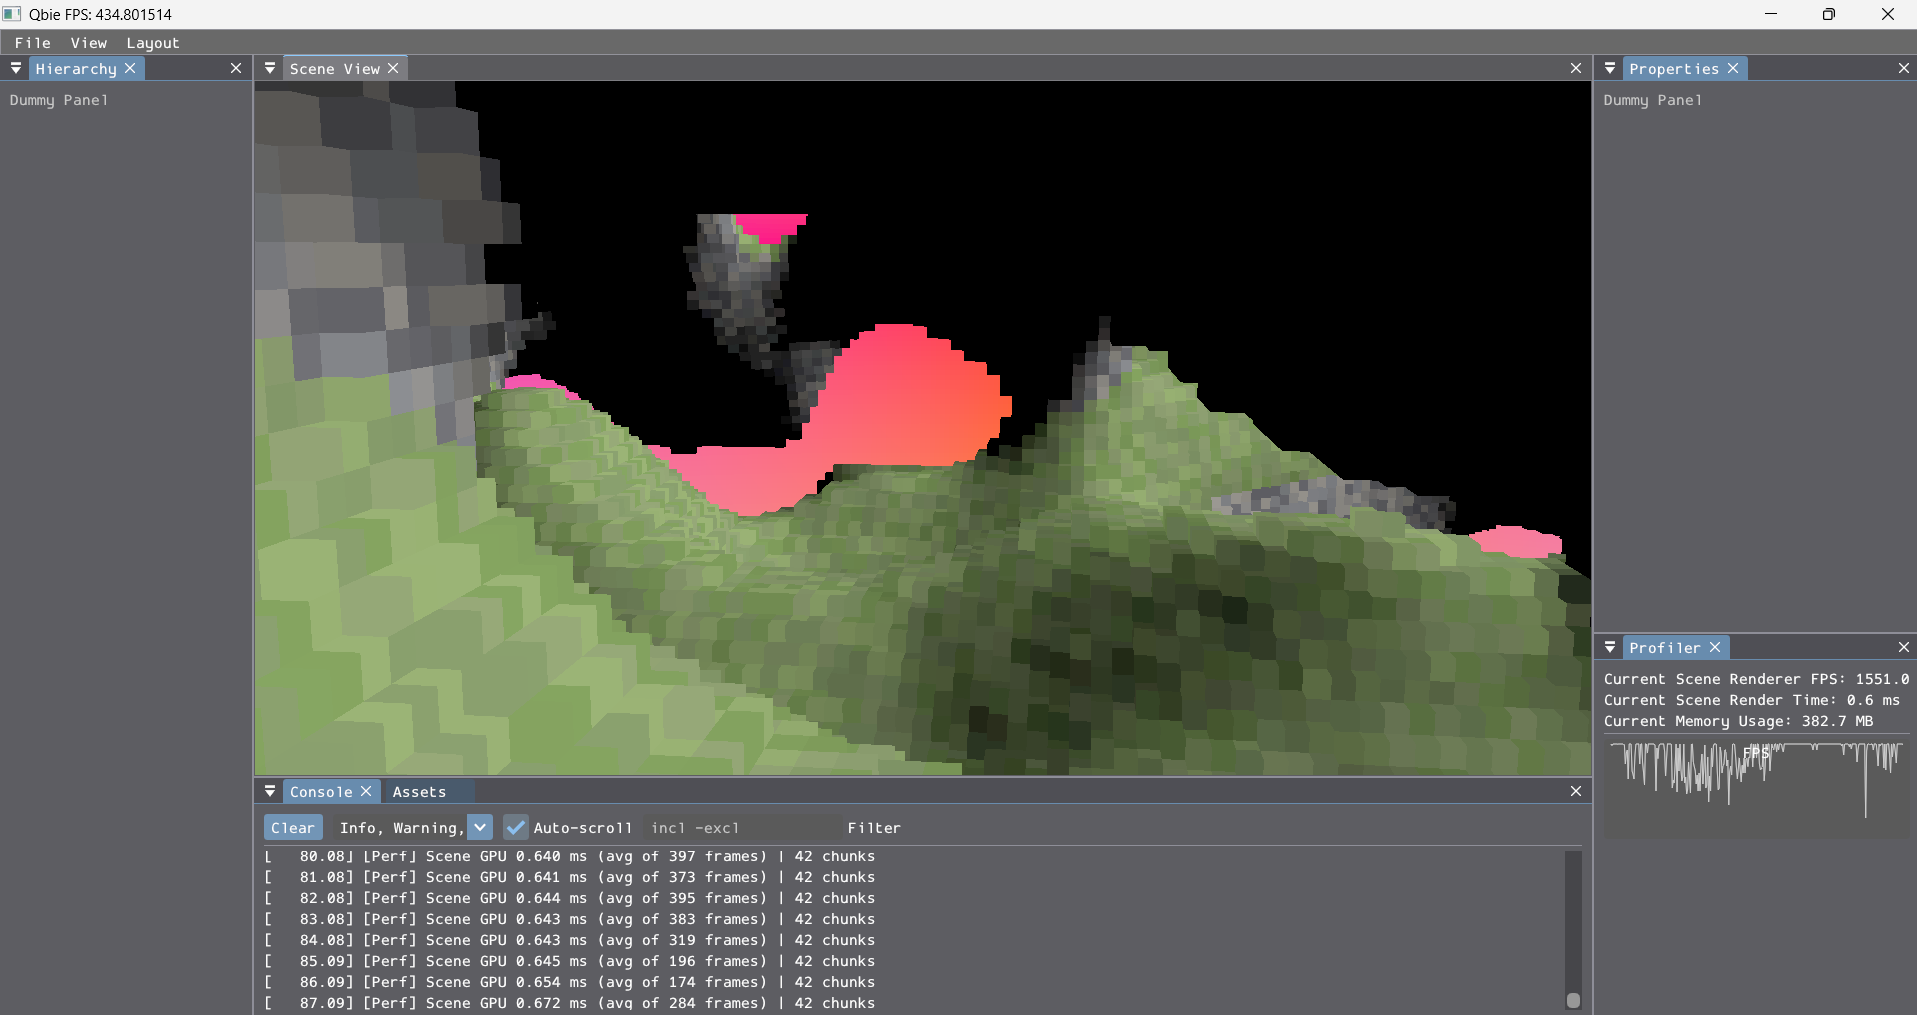 Qbie FPS: 434.801514
File View Layout
Hierarchy
Dummy Panel
Scene View
Properties
Dummy Panel
Profiler
Current Scene Renderer FPS: 1551.0
Current Scene Render Time: 0.6 ms
Current Memory Usage: 382.7 MB
FPS
Console Assets
Clear Info, Warning, Auto-scroll incl -excl Filter
[   80.08] [Perf] Scene GPU 0.640 ms (avg of 397 frames) | 42 chunks
[   81.08] [Perf] Scene GPU 0.641 ms (avg of 373 frames) | 42 chunks
[   82.08] [Perf] Scene GPU 0.644 ms (avg of 395 frames) | 42 chunks
[   83.08] [Perf] Scene GPU 0.643 ms (avg of 383 frames) | 42 chunks
[   84.08] [Perf] Scene GPU 0.643 ms (avg of 319 frames) | 42 chunks
[   85.09] [Perf] Scene GPU 0.645 ms (avg of 196 frames) | 42 chunks
[   86.09] [Perf] Scene GPU 0.654 ms (avg of 174 frames) | 42 chunks
[   87.09] [Perf] Scene GPU 0.672 ms (avg of 284 frames) | 42 chunks